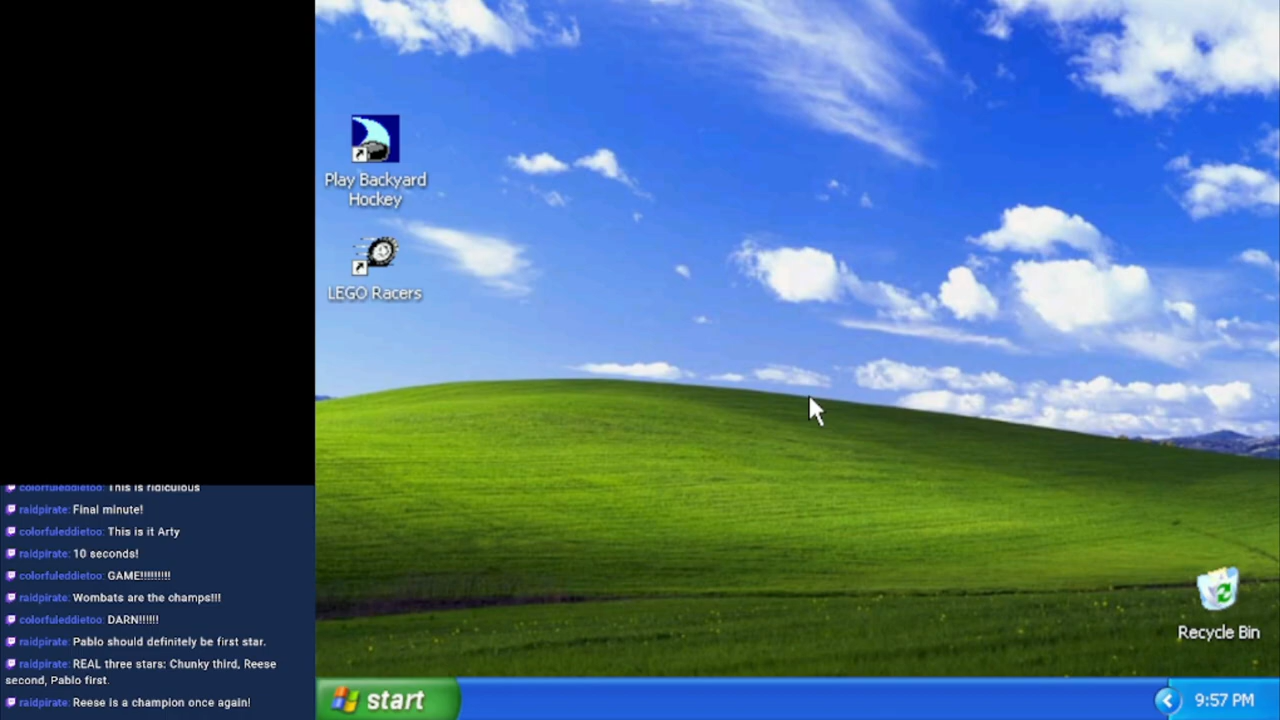 Play Backyard
Hockey
LEGO Racers
colorfuleddietoo: This is ridiculous
raidpirate: Final minute!
colorfuleddietoo: This is it Arty
raidpirate: 10 seconds!
colorfuleddietoo: GAME!!!!!!!!!
raidpirate: Wombats are the champs!!!
colorfuleddietoo: DARN!!!!!!
raidpirate: Pablo should definitely be first star.
raidpirate: REAL three stars: Chunky third, Reese
second, Pablo first.
raidpirate: Reese is a champion once again!
Recycle Bin
start
9:57 PM